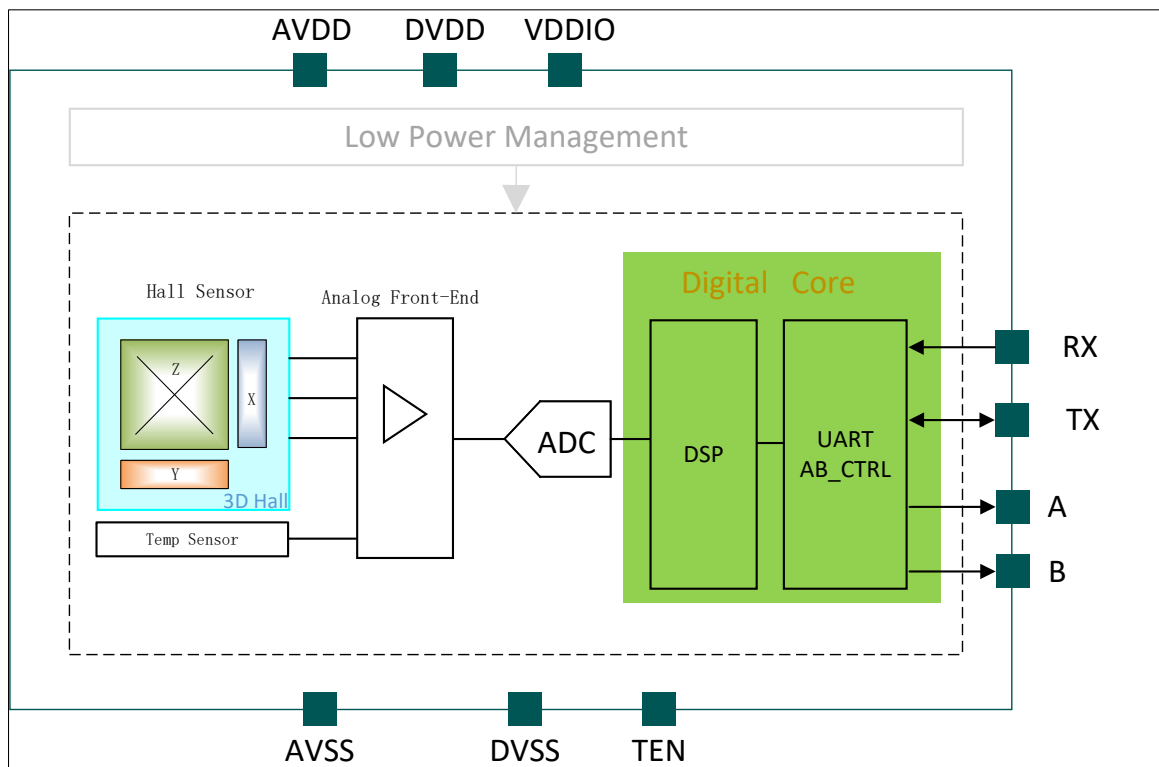 AVDD DVDD VDDIO
Low Power Management
Digital Core
Hall Sensor
Analog Front-End
Z
X
Y
3D Hall
Temp Sensor
ADC
DSP
UART
AB_CTRL
RX
TX
A
B
AVSS DVSS TEN